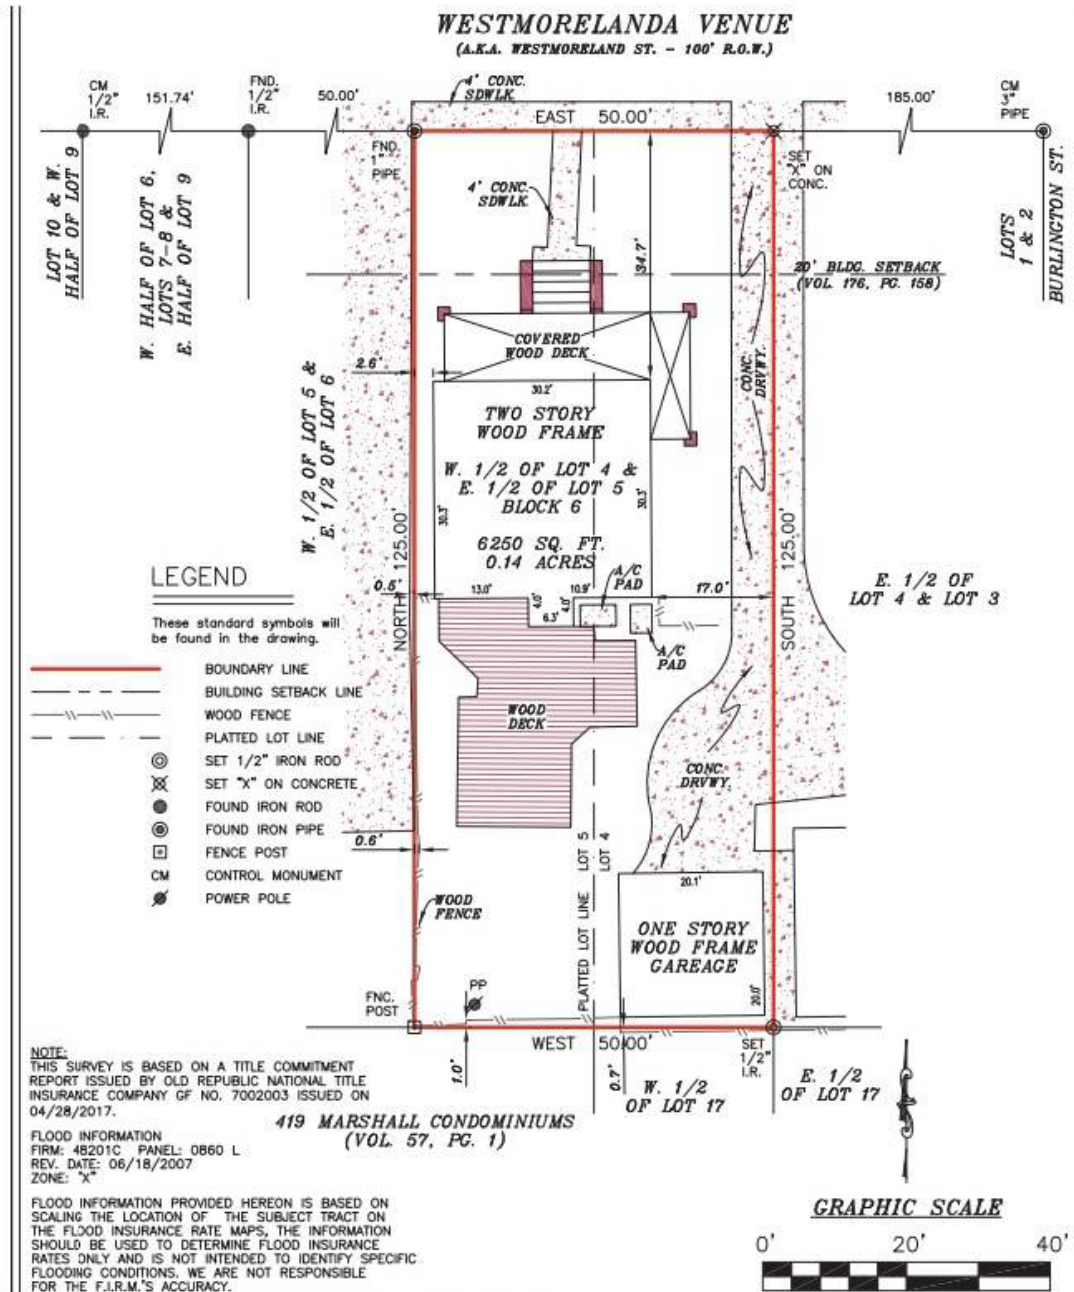 WESTMORELANDA VENUE
(A.K.A. WESTMORELAND ST. - 100' R.O.W.)
CM
1/2"
I.R.
151.74'
FND.
1/2"
I.R.
50.00'
4' CONC.
SDWLK.
EAST 50.00'
185.00'
CM
3"
PIPE
FND.
1"
PIPE
SET
"X" ON
CONC.
4' CONC.
SDWLK.
34.7'
LOT 10 & W.
HALF OF LOT 9
W. HALF OF LOT 6,
LOTS 7-8 &
E. HALF OF LOT 9
LOTS
1 & 2
BURLINGTON ST.
20' BLDG. SETBACK
(VOL. 176, PG. 158)
COVERED
WOOD DECK
CONC.
DRVWY.
2.6'
30.2'
W. 1/2 OF LOT 5 &
E. 1/2 OF LOT 6
TWO STORY
WOOD FRAME
W. 1/2 OF LOT 4 &
E. 1/2 OF LOT 5
BLOCK 6
30.3'
30.3'
6250 SQ. FT.
0.14 ACRES
NORTH 125.00'
SOUTH 125.00'
A/C
PAD
0.5'
13.0'
4.0'
6.3'
4.0'
10.9'
17.0'
A/C
PAD
E. 1/2 OF
LOT 4 & LOT 3
LEGEND
These standard symbols will
be found in the drawing.
BOUNDARY LINE
BUILDING SETBACK LINE
WOOD FENCE
PLATTED LOT LINE
SET 1/2" IRON ROD
SET "X" ON CONCRETE
FOUND IRON ROD
FOUND IRON PIPE
FENCE POST
CM CONTROL MONUMENT
POWER POLE
WOOD
DECK
CONC.
DRVWY.
0.6'
PLATTED LOT LINE
LOT 5
LOT 4
20.1'
WOOD
FENCE
ONE STORY
WOOD FRAME
GAREAGE
20.0'
FNC.
POST
PP
WEST 50.00'
SET
1/2"
I.R.
1.0'
0.7'
W. 1/2
OF LOT 17
E. 1/2
OF LOT 17
419 MARSHALL CONDOMINIUMS
(VOL. 57, PG. 1)
NOTE:
THIS SURVEY IS BASED ON A TITLE COMMITMENT
REPORT ISSUED BY OLD REPUBLIC NATIONAL TITLE
INSURANCE COMPANY GF NO. 7002003 ISSUED ON
04/28/2017.
FLOOD INFORMATION
FIRM: 48201C PANEL: 0860 L
REV. DATE: 06/18/2007
ZONE: "X"
FLOOD INFORMATION PROVIDED HEREON IS BASED ON
SCALING THE LOCATION OF THE SUBJECT TRACT ON
THE FLOOD INSURANCE RATE MAPS, THE INFORMATION
SHOULD BE USED TO DETERMINE FLOOD INSURANCE
RATES ONLY AND IS NOT INTENDED TO IDENTIFY SPECIFIC
FLOODING CONDITIONS. WE ARE NOT RESPONSIBLE
FOR THE F.I.R.M.'S ACCURACY.
GRAPHIC SCALE
0' 20' 40'